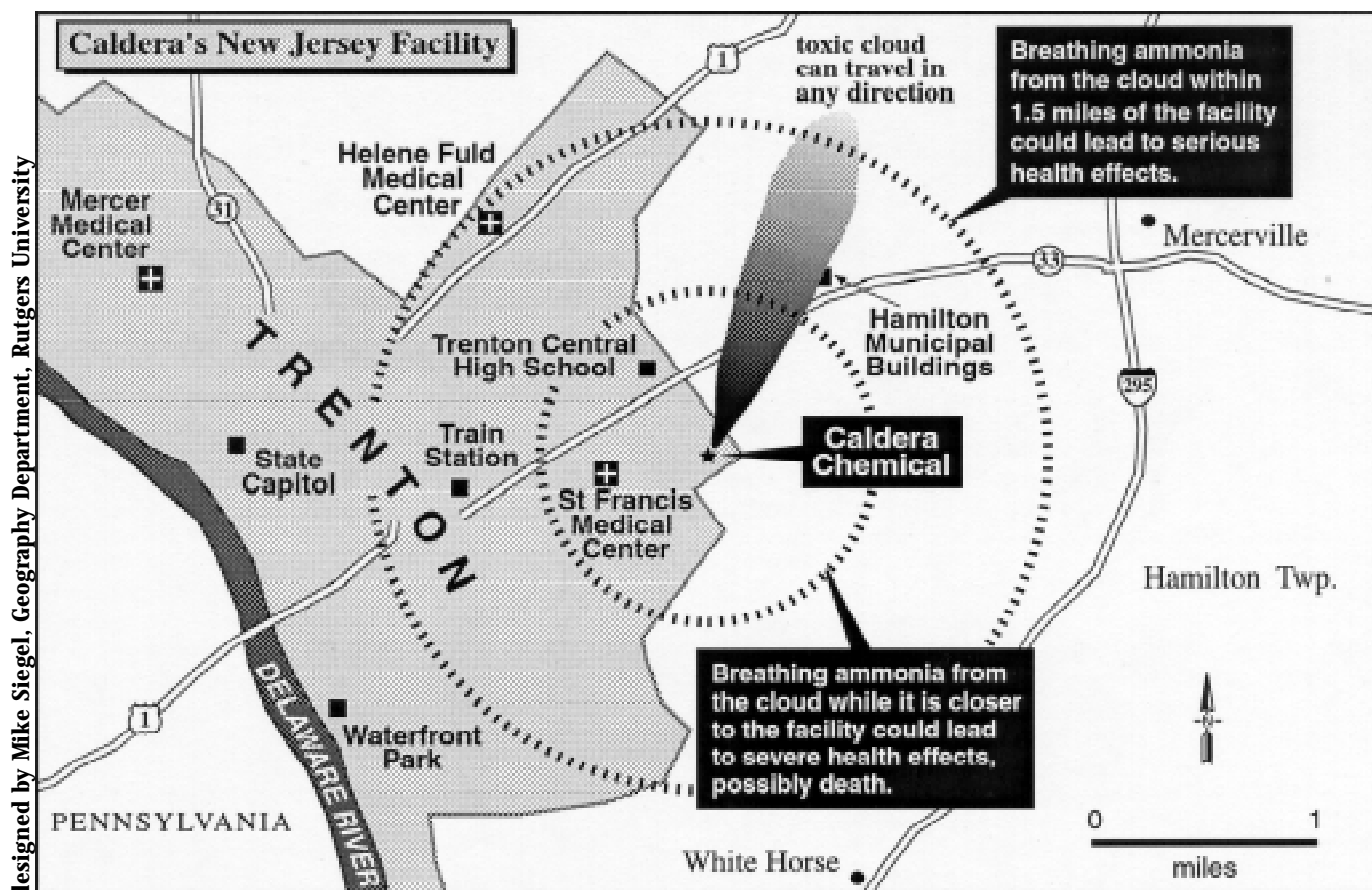 Caldera's New Jersey Facility
1
toxic cloud
can travel in
any direction
Breathing ammonia
from the cloud within
1.5 miles of the facility
could lead to serious
health effects.
Helene Fuld
Medical
Center
Mercer
Medical
Center
31
Mercerville
33
Hamilton
Municipal
Buildings
Trenton Central
High School
TRENTON
295
Train
Station
State
Capitol
Caldera
Chemical
St Francis
Medical
Center
Hamilton Twp.
Breathing ammonia from
the cloud while it is closer
to the facility could lead
to severe health effects,
possibly death.
N
DELAWARE RIVER
1
Waterfront
Park
PENNSYLVANIA
White Horse
0 1
miles
designed by Mike Siegel, Geography Department, Rutgers University